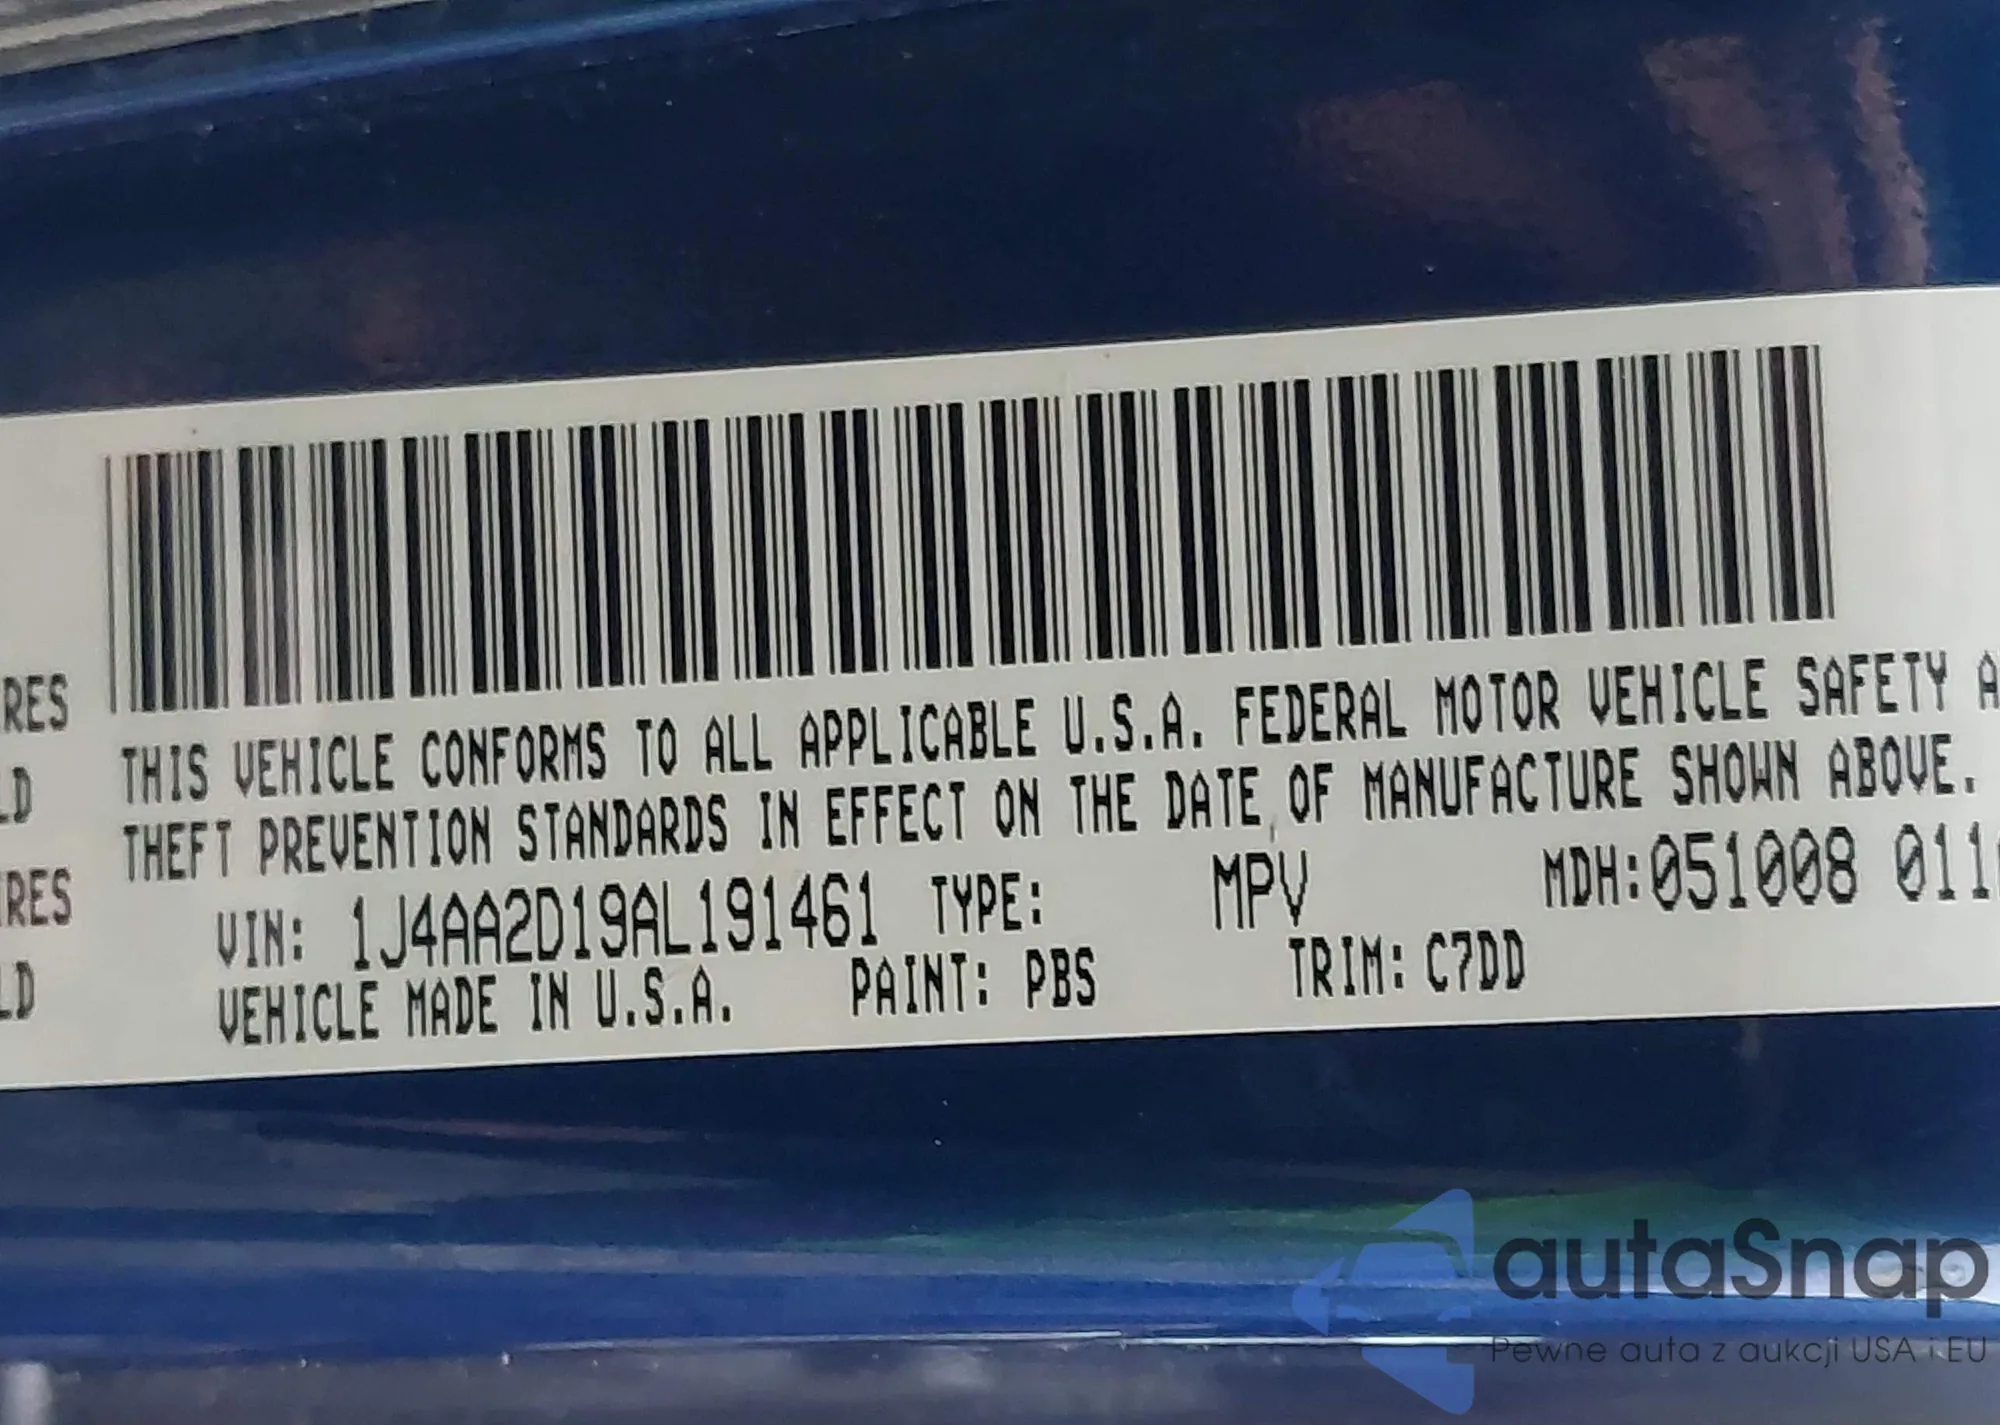 RES
LD
RES
LD
THIS VEHICLE CONFORMS TO ALL APPLICABLE U.S.A. FEDERAL MOTOR VEHICLE SAFETY A
THEFT PREVENTION STANDARDS IN EFFECT ON THE DATE OF MANUFACTURE SHOWN ABOVE.
VIN: 1J4AA2D19AL191461 TYPE: MPV MDH:051008 011
VEHICLE MADE IN U.S.A. PAINT: PBS TRIM: C7DD
autaSnap
Pewne auta z aukcji USA i EU